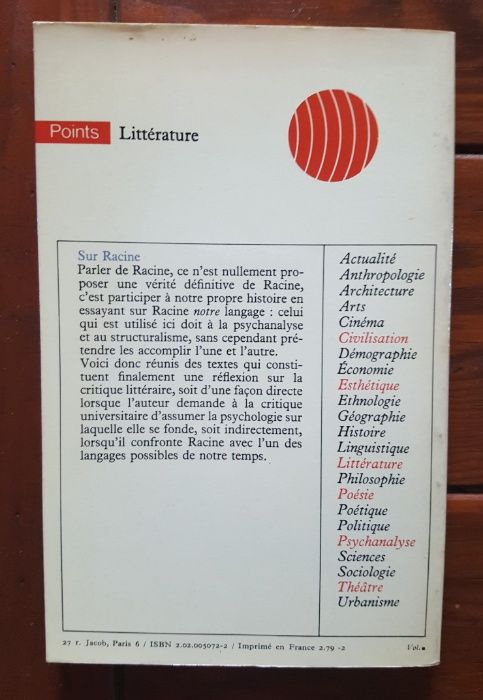 Points Littérature
Sur Racine
Parler de Racine, ce n'est nullement pro-
poser une vérité définitive de Racine,
c'est participer à notre propre histoire en
essayant sur Racine notre langage : celui
qui est utilisé ici doit à la psychanalyse
et au structuralisme, sans cependant pré-
tendre les accomplir l'une et l'autre.
Voici donc réunis des textes qui consti-
tuent finalement une réflexion sur la
critique littéraire, soit d'une façon directe
lorsque l'auteur demande à la critique
universitaire d'assumer la psychologie sur
laquelle elle se fonde, soit indirectement,
lorsqu'il confronte Racine avec l'un des
langages possibles de notre temps.
Actualité
Anthropologie
Architecture
Arts
Cinéma
Civilisation
Démographie
Économie
Esthétique
Ethnologie
Géographie
Histoire
Linguistique
Littérature
Philosophie
Poésie
Poétique
Politique
Psychanalyse
Sciences
Sociologie
Théâtre
Urbanisme
27 r. Jacob, Paris 6 / ISBN 2.02.005072-2 / Imprimé en France 2.79 -2
Vol.